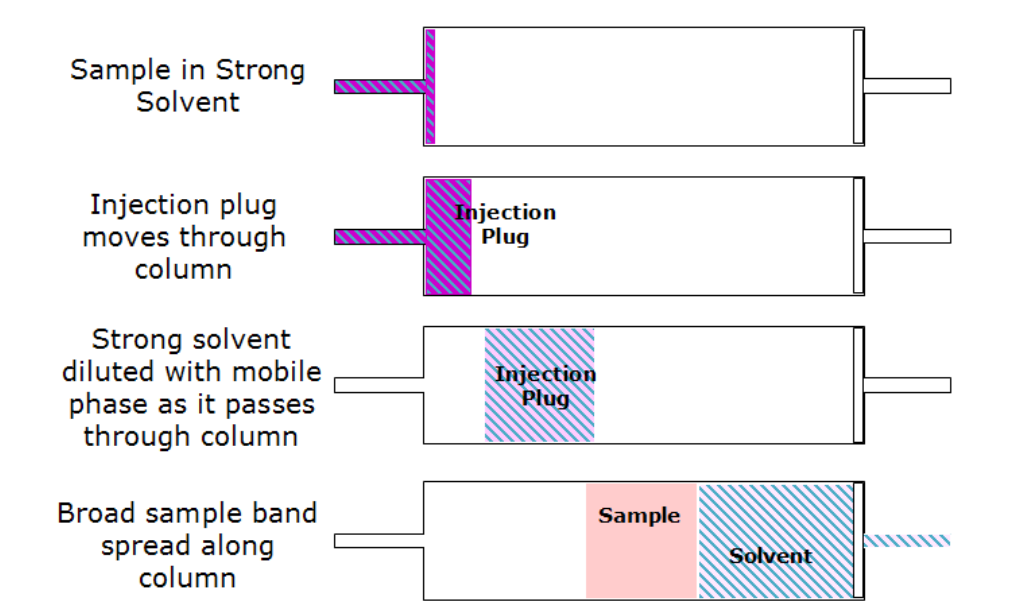 Sample in Strong
Solvent
Injection plug
moves through
column
Injection
Plug
Strong solvent
diluted with mobile
phase as it passes
through column
Injection
Plug
Broad sample band
spread along
column
Sample
Solvent